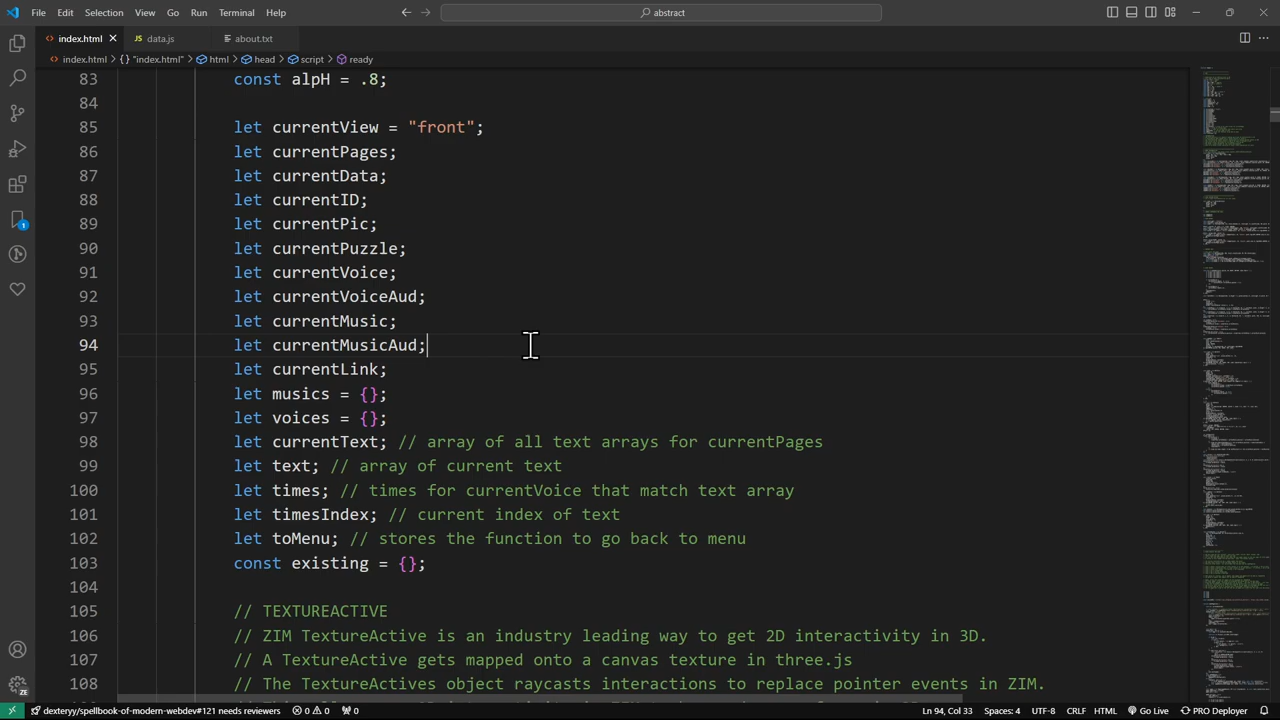 File Edit Selection View Go Run Terminal Help
abstract
index.html data.js about.txt
index.html > {} "index.html" > html > head > script > ready
83 const alpH = .8;
84
85 let currentView = "front";
86 let currentPages;
87 let currentData;
88 let currentID;
89 let currentPic;
90 let currentPuzzle;
91 let currentVoice;
92 let currentVoiceAud;
93 let currentMusic;
94 let currentMusicAud;
95 let currentLink;
96 let musics = {};
97 let voices = {};
98 let currentText; // array of all text arrays for currentPages
99 let text; // array of current text
100 let times; // times for current voice that match text array
101 let timesIndex; // current index of text
102 let toMenu; // stores the function to go back to menu
103 const existing = {};
104
105 // TEXTUREACTIVE
106 // ZIM TextureActive is an industry leading way to get 2D interactivity in 3D.
107 // A TextureActive gets mapped onto a canvas texture in three.js
108 // The TextureActives object raycasts interaction to recreate pointer events in ZIM.
dexterx/spellbook-of-modern-webdev#121 needs reviewers 0 0 Ln 94, Col 33 Spaces: 4 UTF-8 CRLF HTML Go Live PRO Deployer